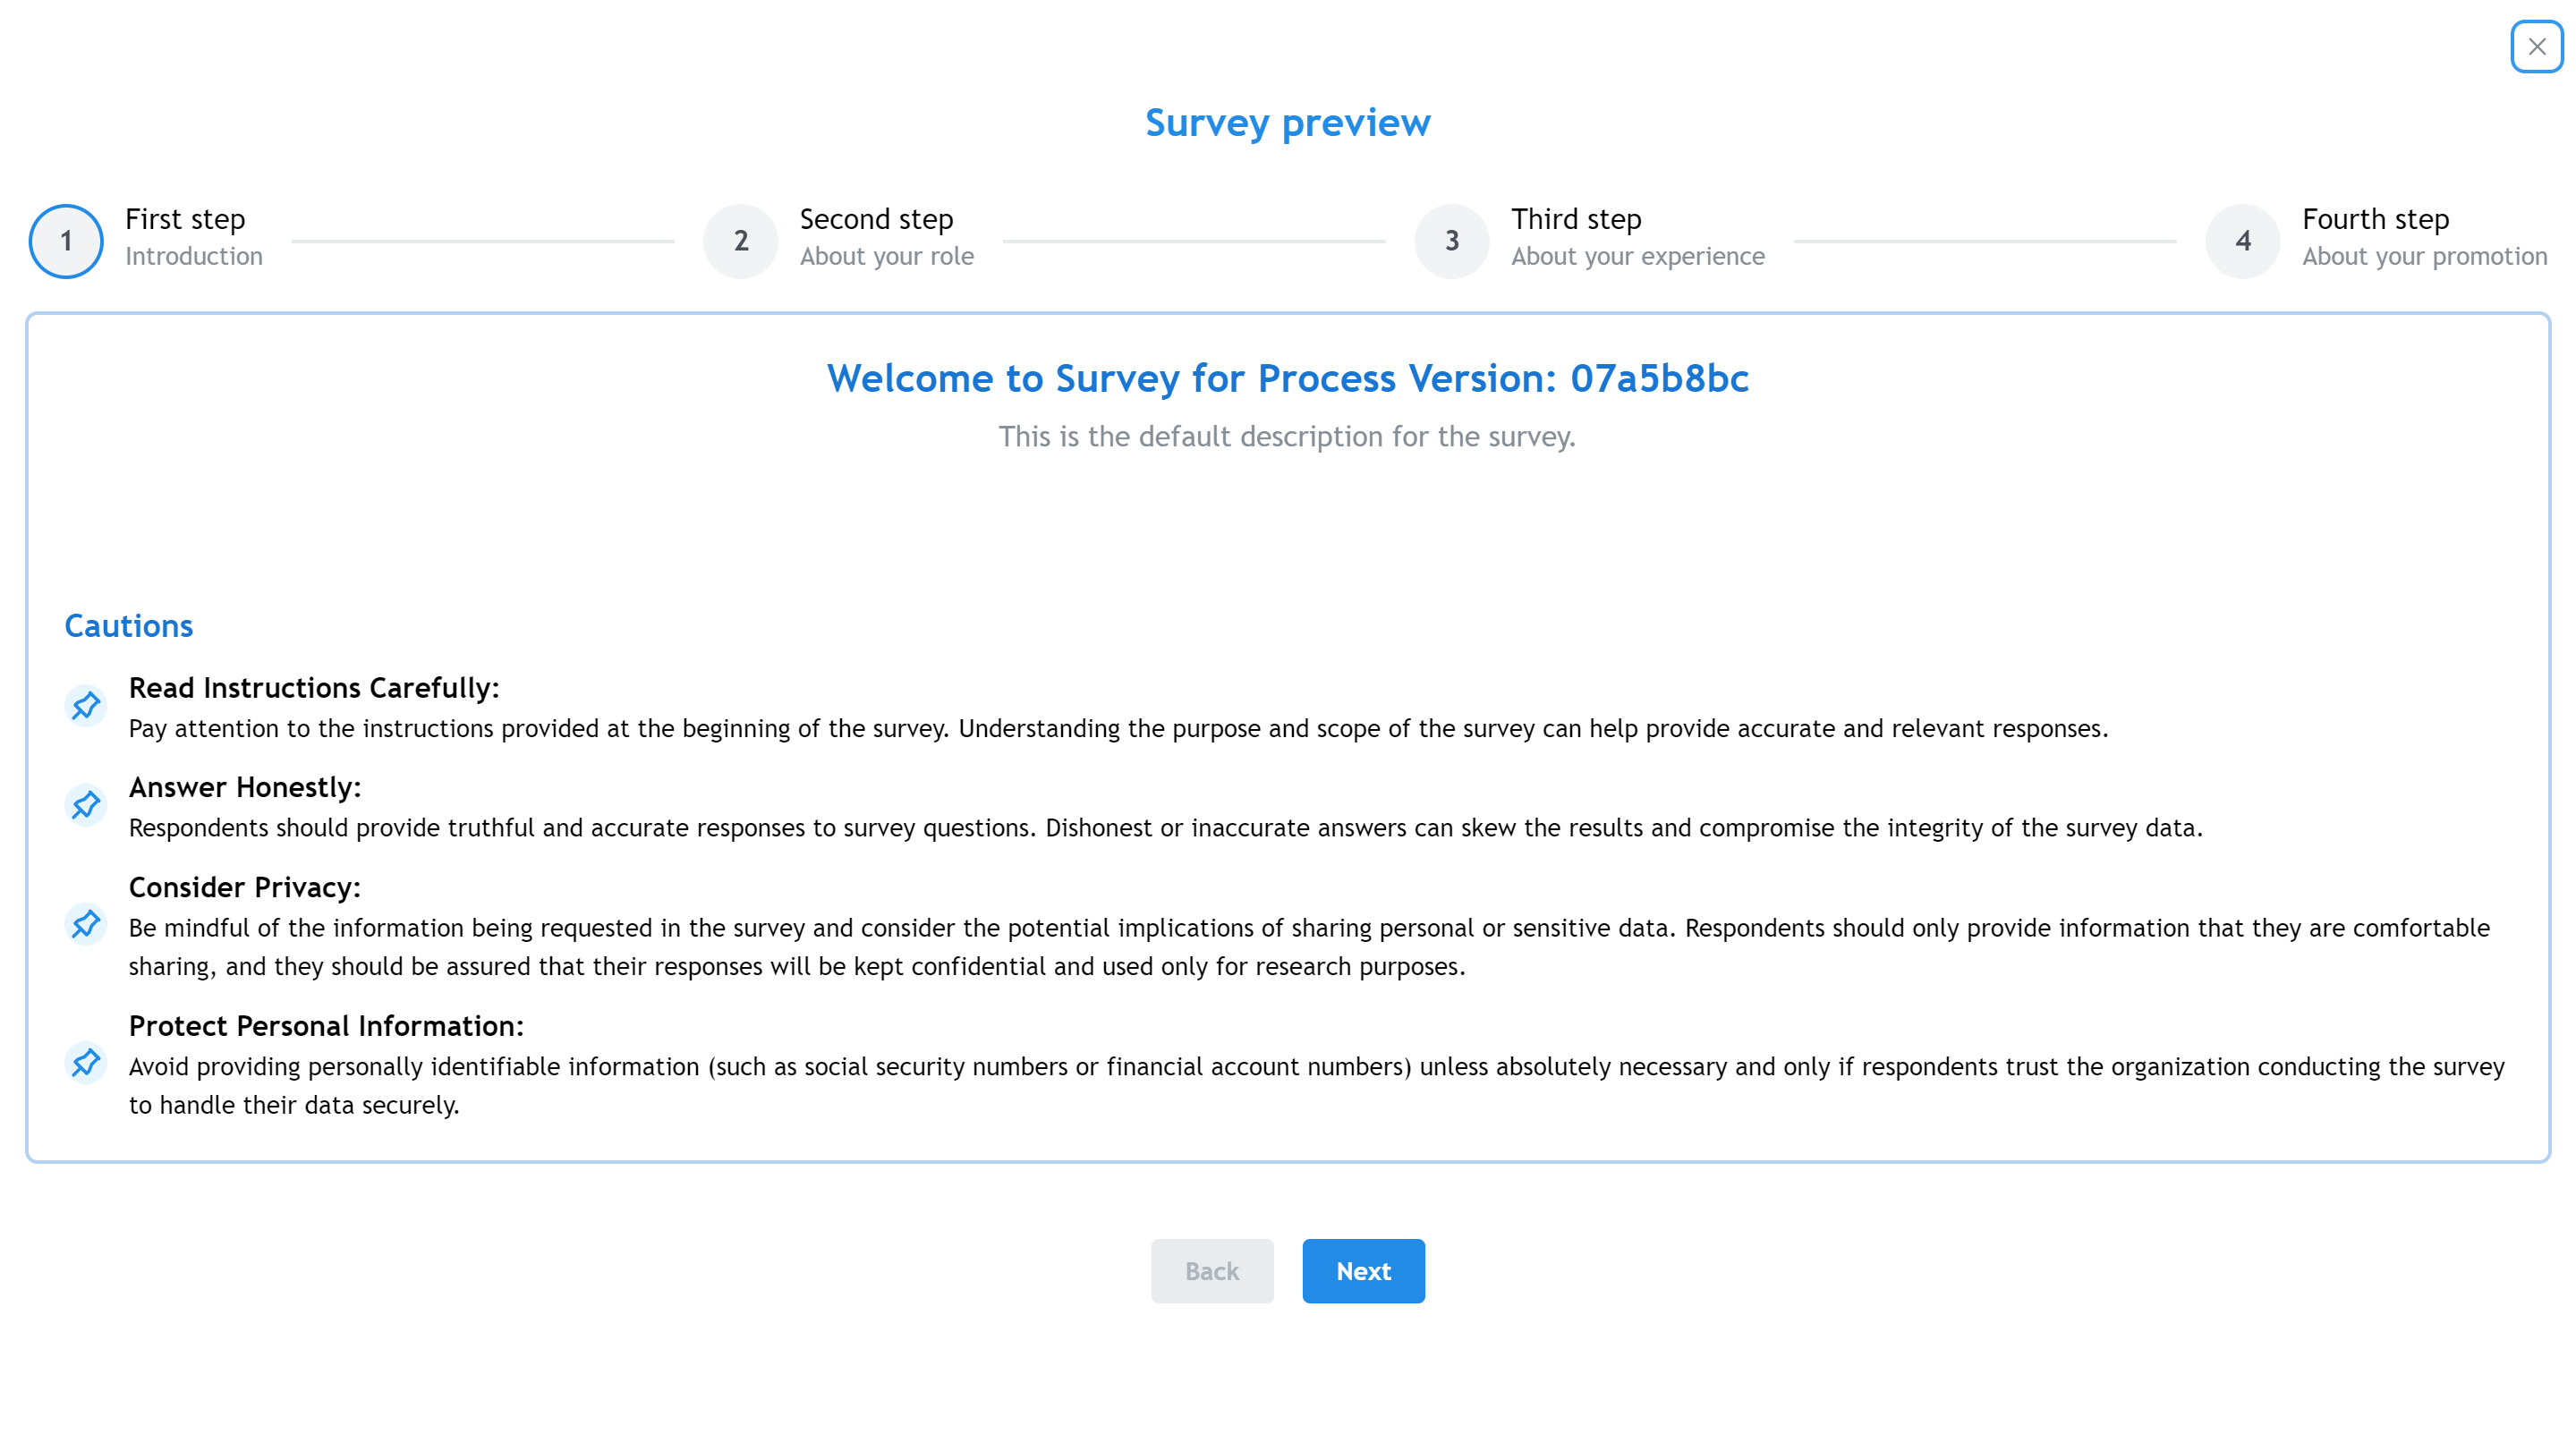 Survey preview
1
First step
Introduction
2
Second step
About your role
3
Third step
About your experience
4
Fourth step
About your promotion
Welcome to Survey for Process Version: 07a5b8bc
This is the default description for the survey.
Cautions
Read Instructions Carefully:
Pay attention to the instructions provided at the beginning of the survey. Understanding the purpose and scope of the survey can help provide accurate and relevant responses.
Answer Honestly:
Respondents should provide truthful and accurate responses to survey questions. Dishonest or inaccurate answers can skew the results and compromise the integrity of the survey data.
Consider Privacy:
Be mindful of the information being requested in the survey and consider the potential implications of sharing personal or sensitive data. Respondents should only provide information that they are comfortable
sharing, and they should be assured that their responses will be kept confidential and used only for research purposes.
Protect Personal Information:
Avoid providing personally identifiable information (such as social security numbers or financial account numbers) unless absolutely necessary and only if respondents trust the organization conducting the survey
to handle their data securely.
Back
Next